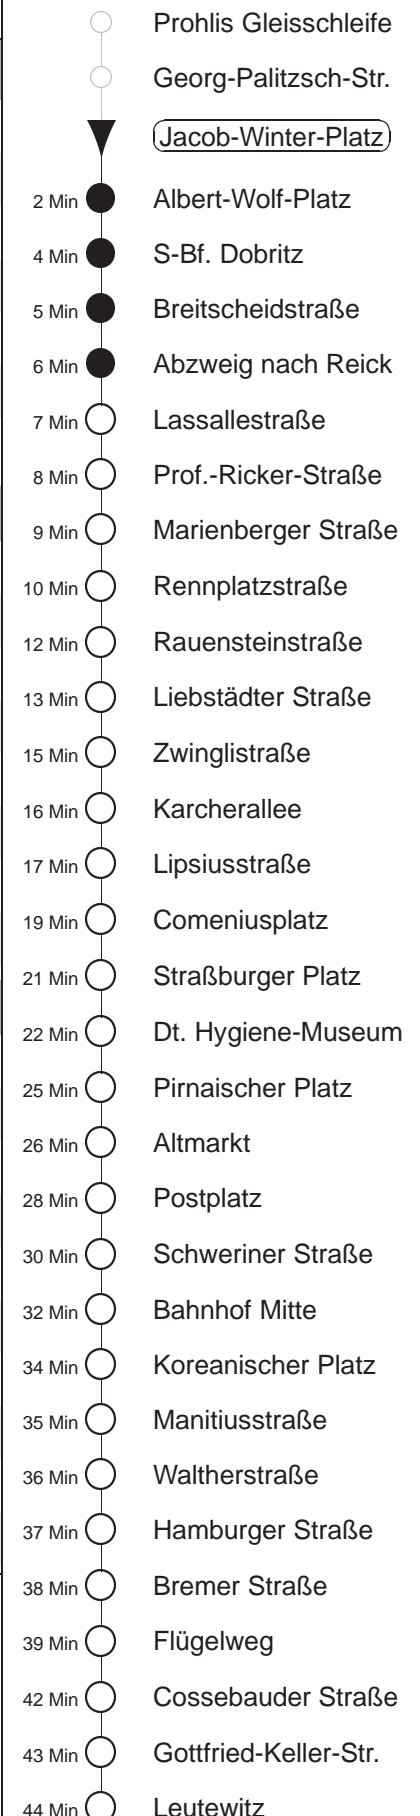 Prohlis Gleisschleife
Georg-Palitzsch-Str.
Jacob-Winter-Platz
2 Min Albert-Wolf-Platz
4 Min S-Bf. Dobritz
5 Min Breitscheidstraße
6 Min Abzweig nach Reick
7 Min Lassallestraße
8 Min Prof.-Ricker-Straße
9 Min Marienberger Straße
10 Min Rennplatzstraße
12 Min Rauensteinstraße
13 Min Liebstädter Straße
15 Min Zwinglistraße
16 Min Karcherallee
17 Min Lipsiusstraße
19 Min Comeniusplatz
21 Min Straßburger Platz
22 Min Dt. Hygiene-Museum
25 Min Pirnaischer Platz
26 Min Altmarkt
28 Min Postplatz
30 Min Schweriner Straße
32 Min Bahnhof Mitte
34 Min Koreanischer Platz
35 Min Manitiusstraße
36 Min Waltherstraße
37 Min Hamburger Straße
38 Min Bremer Straße
39 Min Flügelweg
42 Min Cossebauder Straße
43 Min Gottfried-Keller-Str.
44 Min Leutewitz